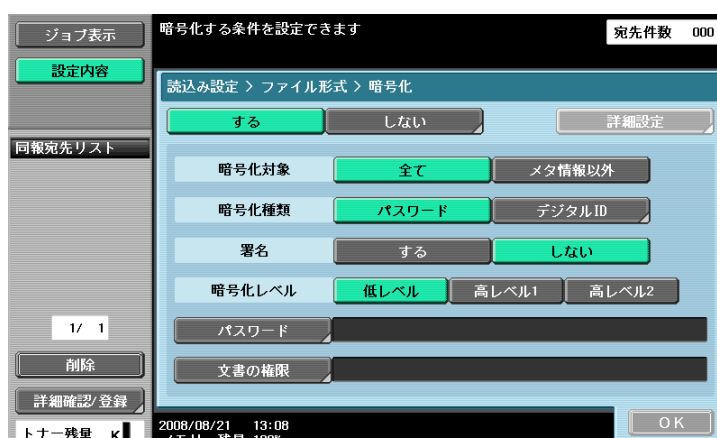 ジョブ表示
設定内容
同報宛先リスト
1/ 1
削除
詳細確認/登録
トナー残量 K
暗号化する条件を設定できます
宛先件数 000
読込み設定 > ファイル形式 > 暗号化
する しない 詳細設定
暗号化対象 全て メタ情報以外
暗号化種類 パスワード デジタルID
署名 する しない
暗号化レベル 低レベル 高レベル1 高レベル2
パスワード
文書の権限
2008/08/21 13:08
メモリー残量 100%
OK